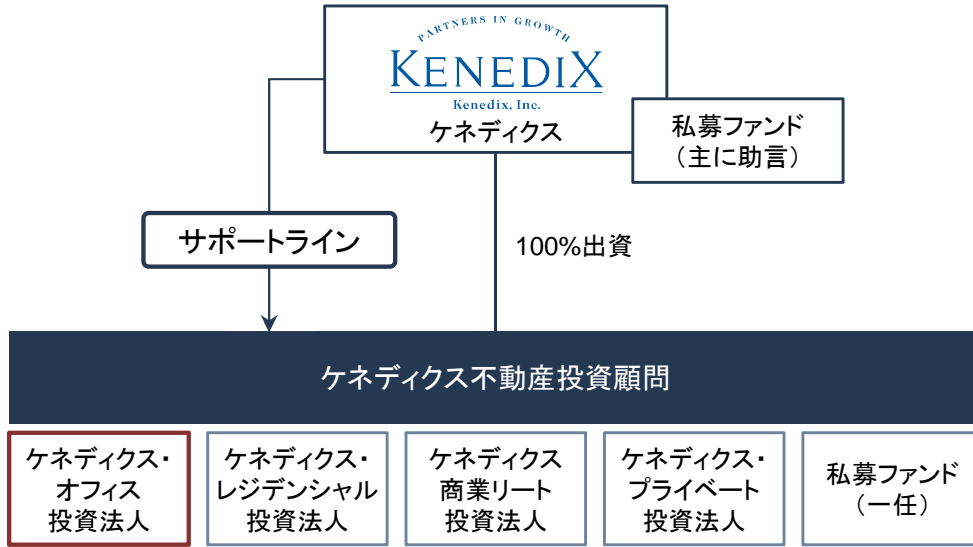 PARTNERS IN GROWTH
KENEDIX
Kenedix, Inc.
ケネディクス
私募ファンド
（主に助言）
サポートライン
100%出資
ケネディクス不動産投資顧問
ケネディクス・
オフィス
投資法人
ケネディクス・
レジデンシャル
投資法人
ケネディクス
商業リート
投資法人
ケネディクス・
プライベート
投資法人
私募ファンド
（一任）